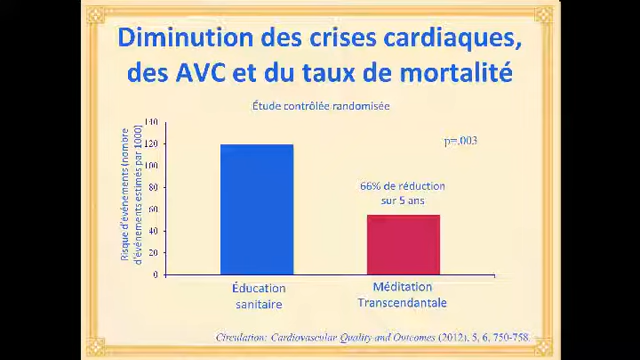 Diminution des crises cardiaques,
des AVC et du taux de mortalité
Étude contrôlée randomisée
Risque d'événements (nombre
d'événements estimés par 1000)
140
120
100
80
60
40
20
0
p=.003
66% de réduction
sur 5 ans
Éducation
sanitaire
Méditation
Transcendantale
Circulation: Cardiovascular Quality and Outcomes (2012), 5, 6, 750-758.